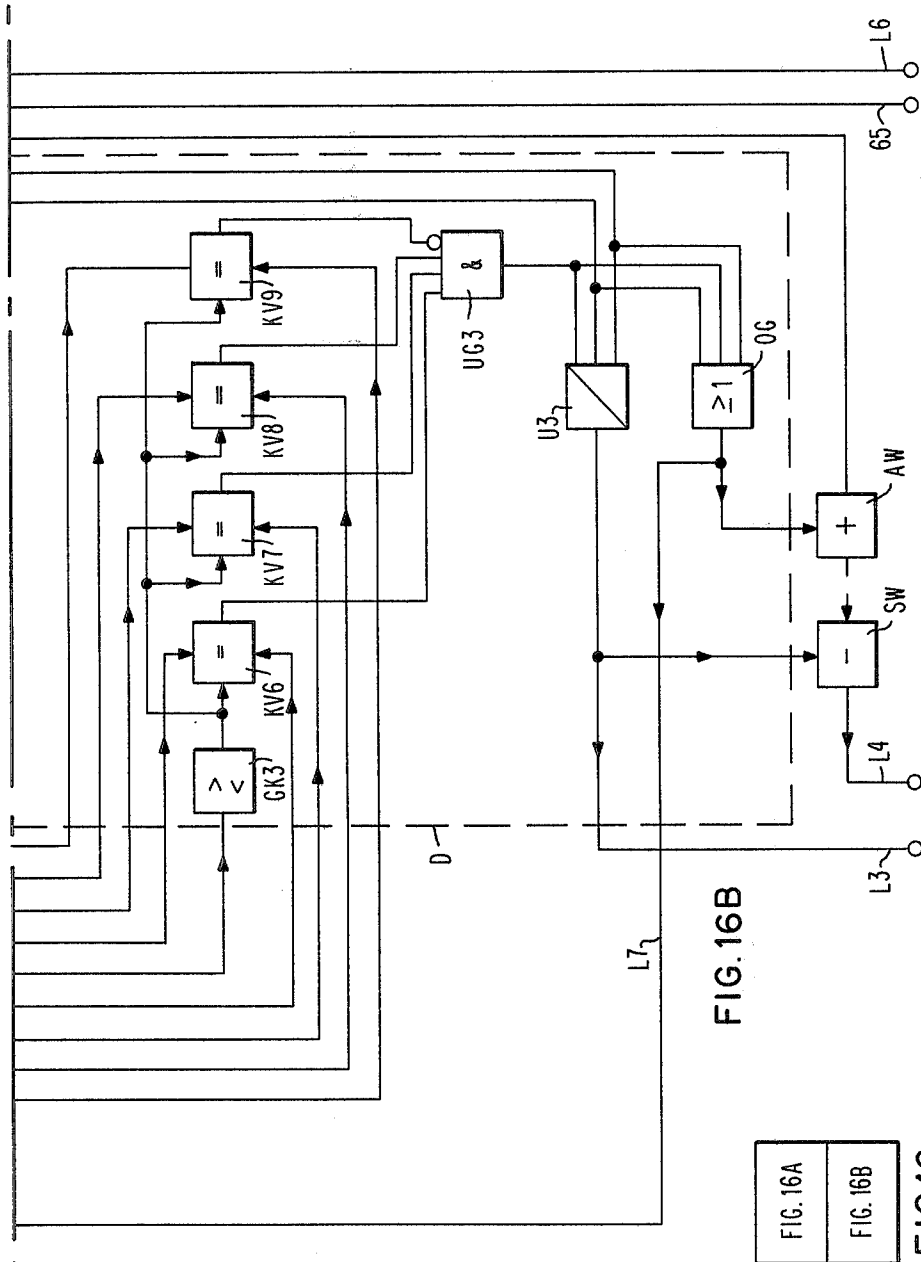 L6
65
=
KV9
=
KV8
=
KV7
=
KV6
> <
GK3
&
UG3
U3
≥1
OG
+
AW
-
SW
L4
L3
D
L7
FIG. 16B
FIG. 16A
FIG. 16B